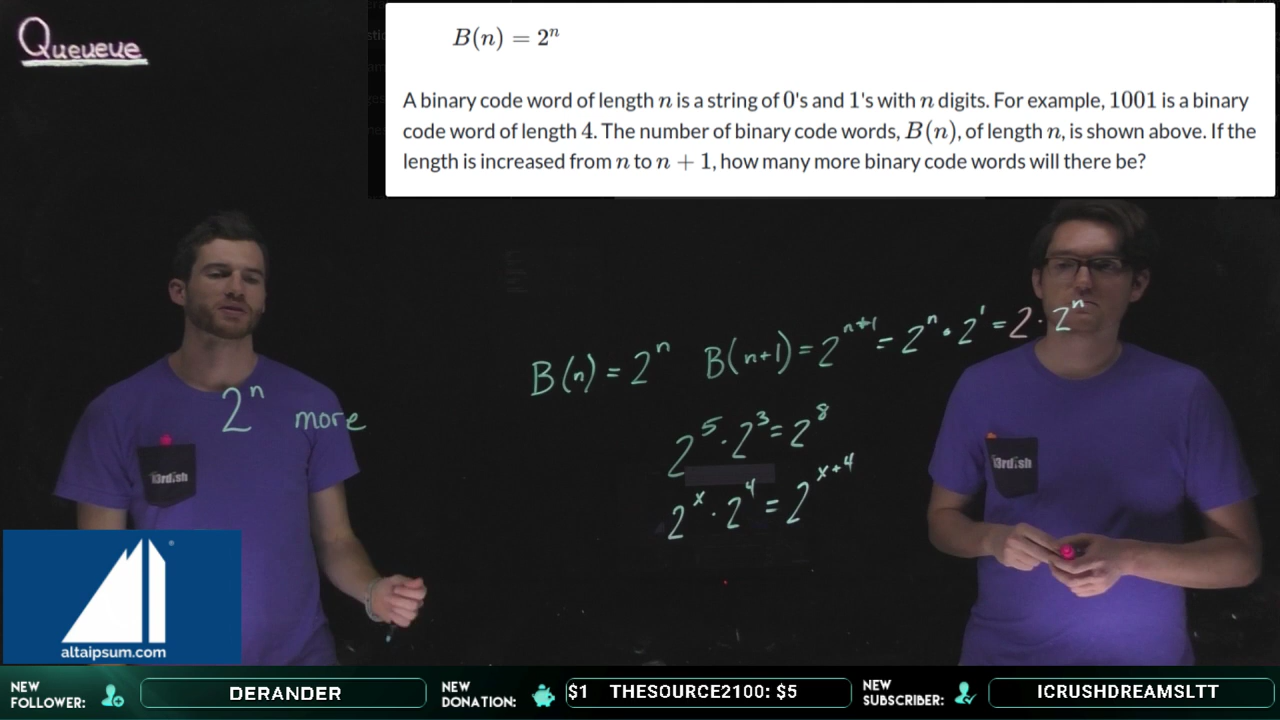 Queueue
B(n) = 2^n
A binary code word of length n is a string of 0's and 1's with n digits. For example, 1001 is a binary
code word of length 4. The number of binary code words, B(n), of length n, is shown above. If the
length is increased from n to n + 1, how many more binary code words will there be?
B(n) = 2^n B(n+1) = 2^{n+1} = 2^n · 2^1 = 2 · 2^n
2^n more
2^5 · 2^3 = 2^8
2^x · 2^4 = 2^{x+4}
altaipsum.com
NEW FOLLOWER: DERANDER
NEW DONATION: $1 THESOURCE2100: $5
NEW SUBSCRIBER: ICRUSHDREAMSLTT